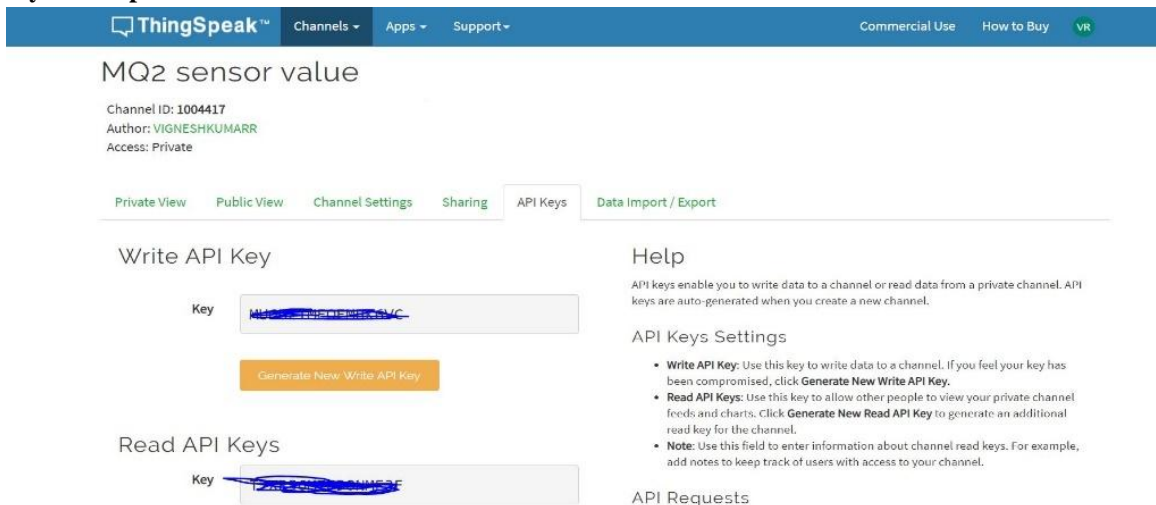 ThingSpeak™ Channels Apps Support Commercial Use How to Buy VR
MQ2 sensor value
Channel ID: 1004417
Author: VIGNESHKUMARR
Access: Private
Private View Public View Channel Settings Sharing API Keys Data Import / Export
Write API Key
Key
Generate New Write API Key
Read API Keys
Key
Help
API keys enable you to write data to a channel or read data from a private channel. API
keys are auto-generated when you create a new channel.
API Keys Settings
• Write API Key: Use this key to write data to a channel. If you feel your key has
been compromised, click Generate New Write API Key.
• Read API Keys: Use this key to allow other people to view your private channel
feeds and charts. Click Generate New Read API Key to generate an additional
read key for the channel.
• Note: Use this field to enter information about channel read keys. For example,
add notes to keep track of users with access to your channel.
API Requests